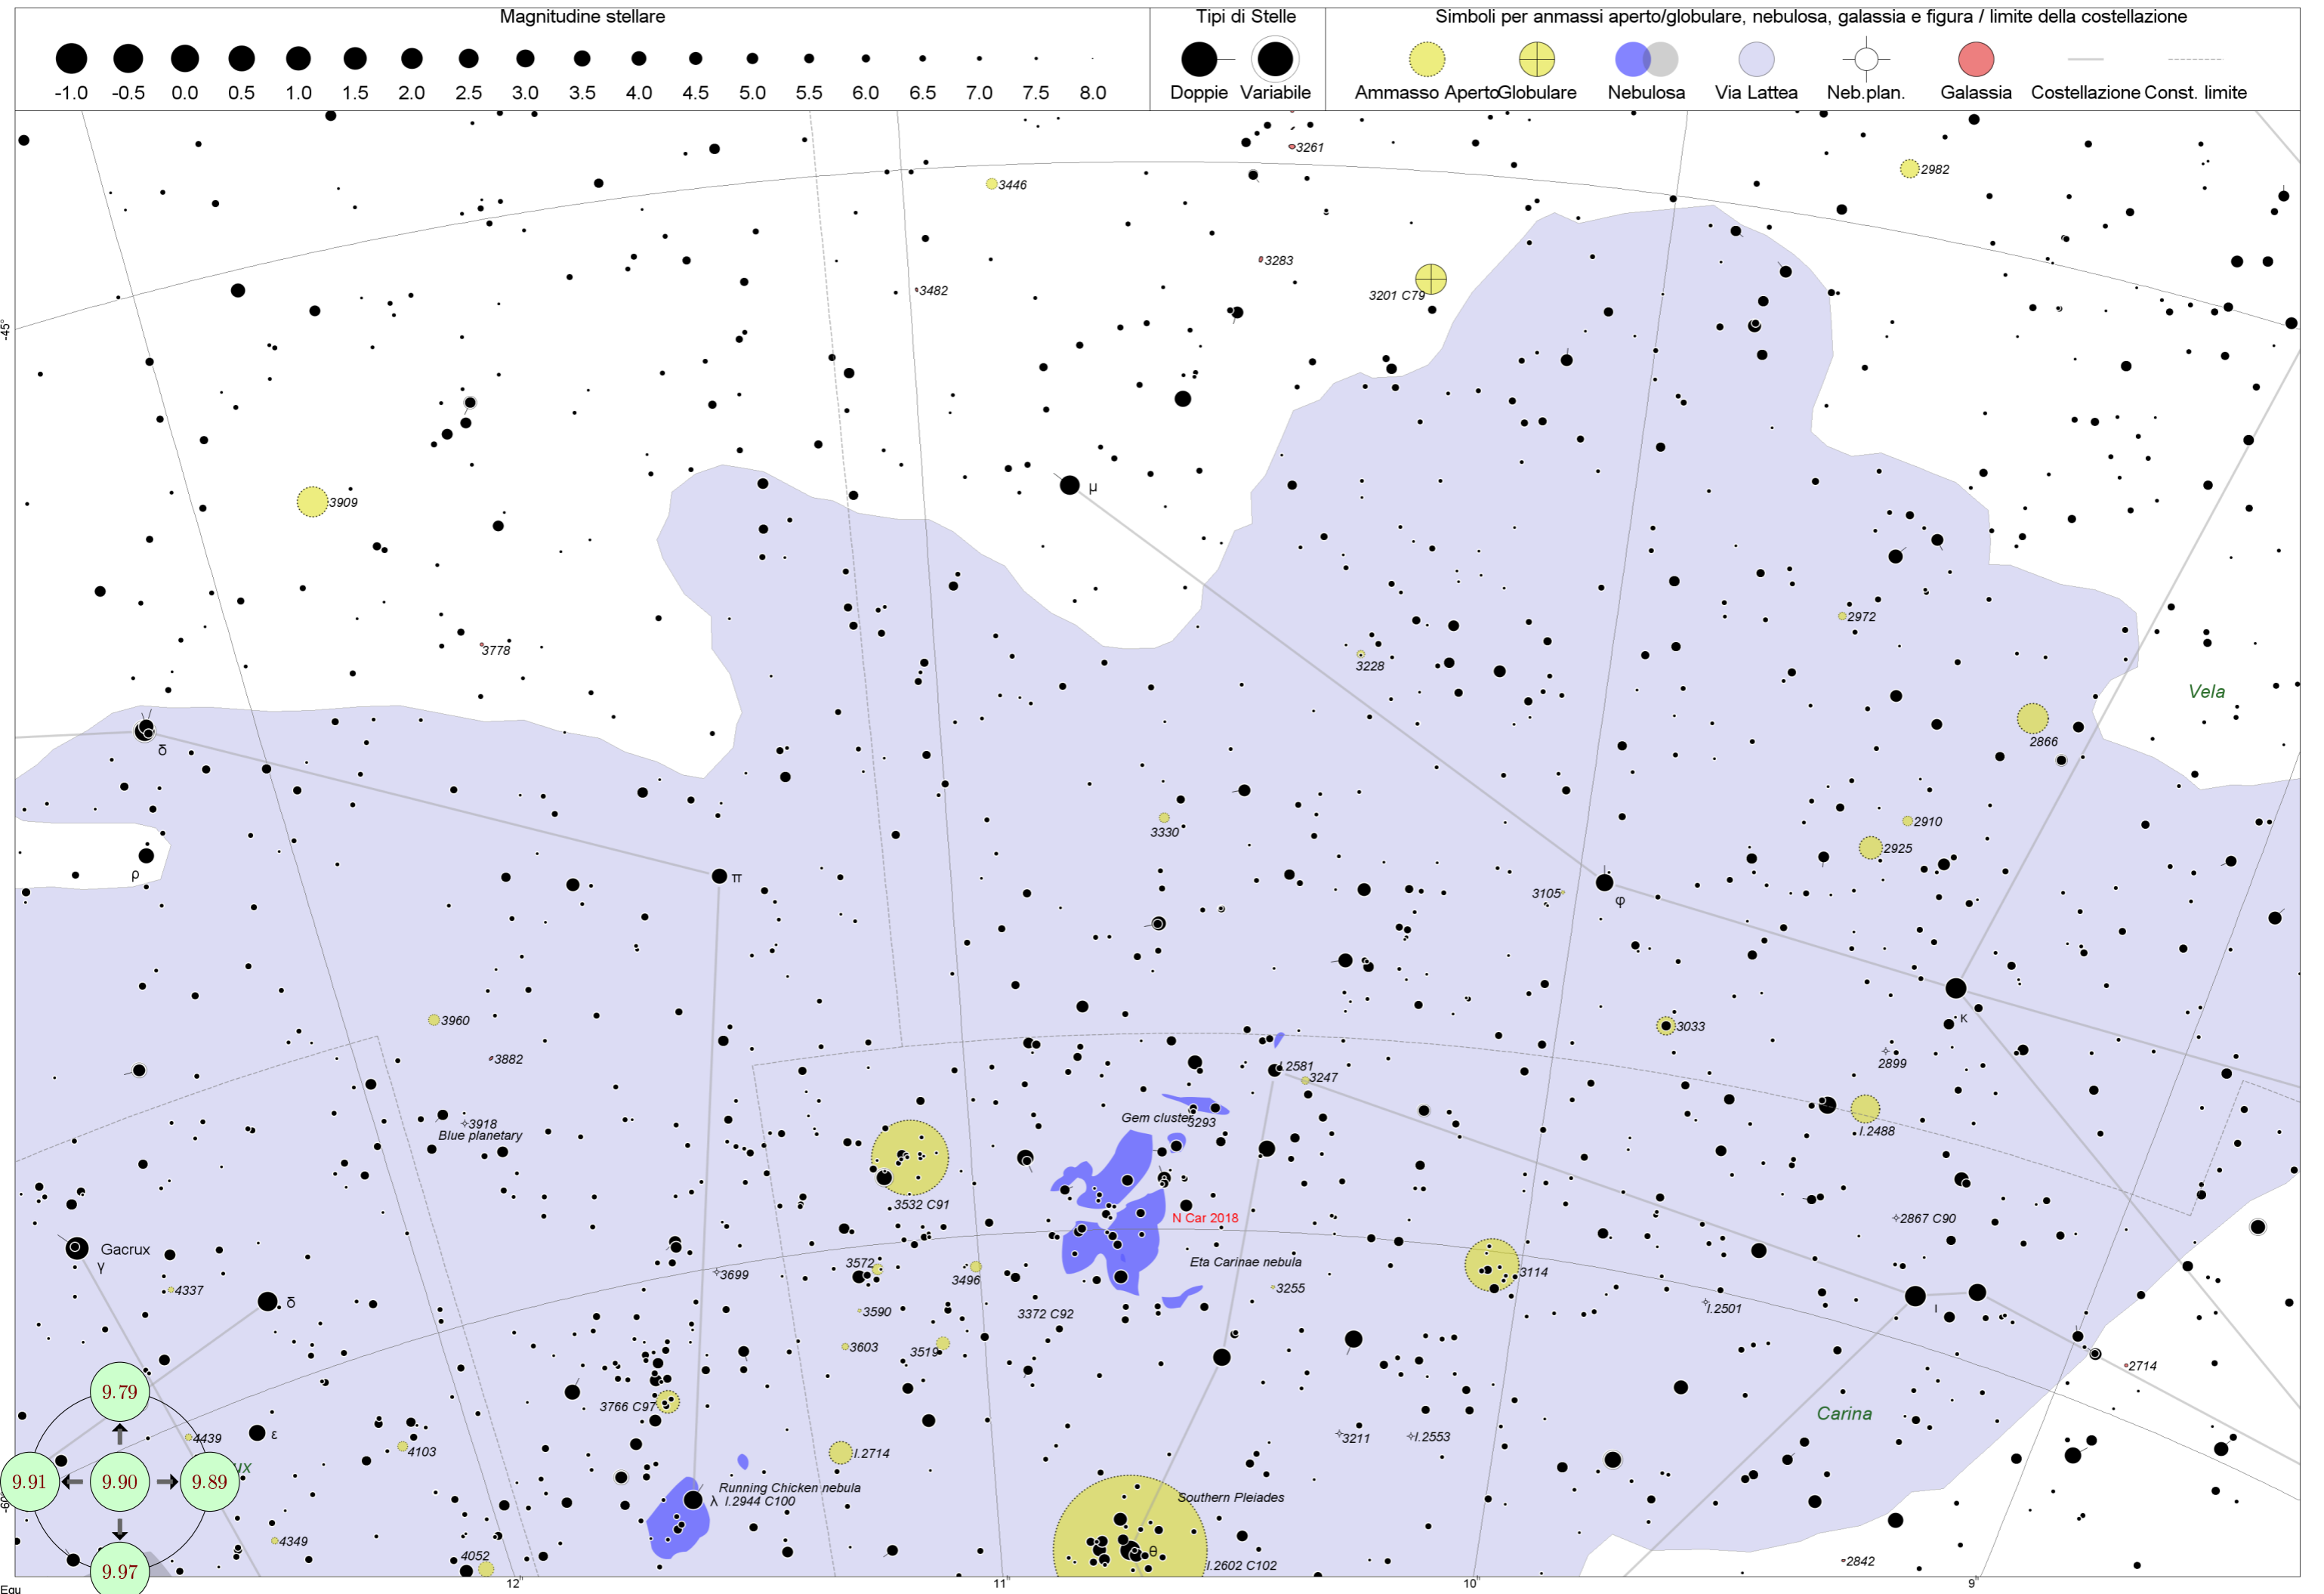 Magnitudine stellare
Tipi di Stelle
Simboli per anmassi aperto/globulare, nebulosa, galassia e figura / limite della costellazione
-1.0 -0.5 0.0 0.5 1.0 1.5 2.0 2.5 3.0 3.5 4.0 4.5 5.0 5.5 6.0 6.5 7.0 7.5 8.0
Doppie Variabile
Ammasso Aperto Globulare Nebulosa Via Lattea Neb.plan. Galassia Costellazione Const. limite
3261
2982
3446
3283
3482
3201 C79
-45°
μ
3909
2972
3778
3228
Vela
δ
2866
3330
2910
2925
ρ
π
3105
φ
3960
3033
κ
3882
2899
I.2581
3247
Gem cluster
3293
3918
Blue planetary
I.2488
3532 C91
N Car 2018
2867 C90
Gacrux
γ
3572
Eta Carinae nebula
3699
3496
3114
4337
3255
δ
3590
3372 C92
I.2501
ι
3603
3519
2714
9.79
3766 C97
Carina
4439
ε
4103
I.2714
3211
I.2553
ux
9.91 9.90 9.89
-60°
Running Chicken nebula
λ I.2944 C100
Southern Pleiades
4349
4052
θ
I.2602 C102
2842
9.97
12h 11h 10h 9h
Equ